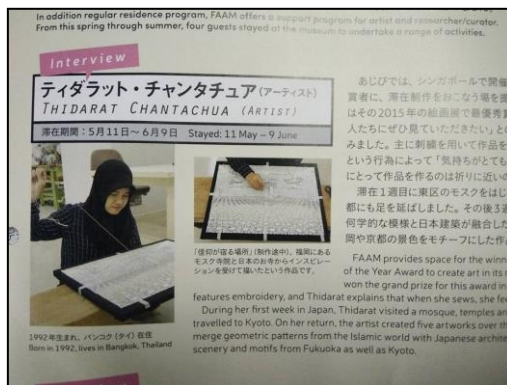 In addition regular residence program, FAAM offers a support program for artist and researcher/curator.
From this spring through summer, four guests stayed at the museum to undertake a range of activities.
Interview
ティダラット・チャンタチュア(アーティスト)
THIDARAT CHANTACHUA (ARTIST)
滞在期間:5月11日〜6月9日 Stayed: 11 May – 9 June
「信仰が宿る場所」(制作途中)。福岡にある
モスク寺院と日本のお寺からインスピレー
ションを受けて描いたという作品です。
1992年生まれ、バンコク(タイ)在住
Born in 1992, lives in Bangkok, Thailand
あじびでは、シンガポールで開催
賞者に、滞在制作をおこなう場を提
はその2015年の絵画展で最優秀賞
人たちにぜひ見ていただきたい」と
みました。主に刺繍を用いて作品を
という行為によって「気持ちがとても
にとって作品を作るのは祈りに近い
滞在1週目に東区のモスクをはじ
都にも足を延ばしました。その後3週
何学的な模様と日本建築が融合した
岡や京都の景色をモチーフにした作
FAAM provides space for the winn
of the Year Award to create art in its
won the grand prize for this award in
features embroidery, and Thidarat explains that when she sews, she fee
During her first week in Japan, Thidarat visited a mosque, temples an
travelled to Kyoto. On her return, the artist created five artworks over th
merge geometric patterns from the Islamic world with Japanese archite
scenery and motifs from Fukuoka as well as Kyoto.